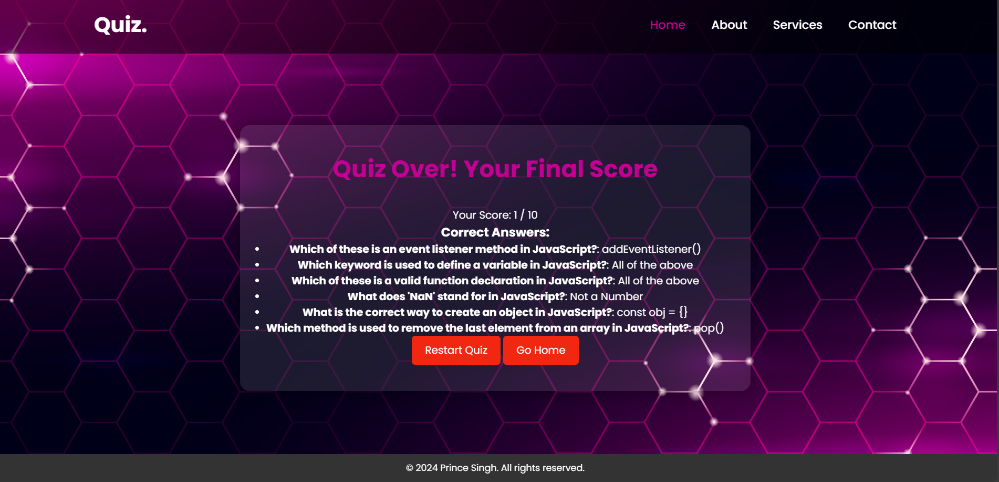 Quiz.
Home About Services Contact
Quiz Over! Your Final Score
Your Score: 1 / 10
Correct Answers:
• Which of these is an event listener method in JavaScript?: addEventListener()
• Which keyword is used to define a variable in JavaScript?: All of the above
• Which of these is a valid function declaration in JavaScript?: All of the above
• What does 'NaN' stand for in JavaScript?: Not a Number
• What is the correct way to create an object in JavaScript?: const obj = {}
• Which method is used to remove the last element from an array in JavaScript?: pop()
Restart Quiz Go Home
© 2024 Prince Singh. All rights reserved.